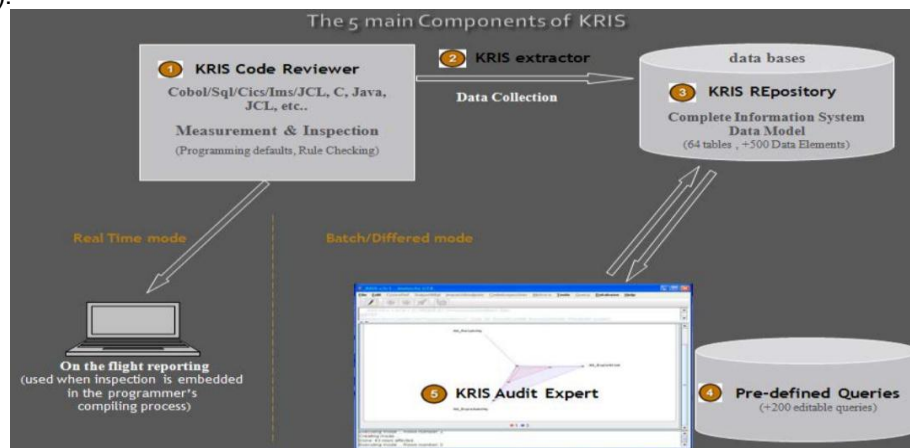 ).
The 5 main Components of KRIS
1 KRIS Code Reviewer
Cobol/Sql/Cics/Ims/JCL, C, Java,
JCL, etc..
Measurement & Inspection
(Programming defaults, Rule Checking)
2 KRIS extractor
Data Collection
data bases
3 KRIS REpository
Complete Information System
Data Model
(64 tables , +500 Data Elements)
Real Time mode
Batch/Differed mode
On the flight reporting
(used when inspection is embedded
in the programmer's
compiling process)
5 KRIS Audit Expert
4 Pre-defined Queries
(+200 editable queries)